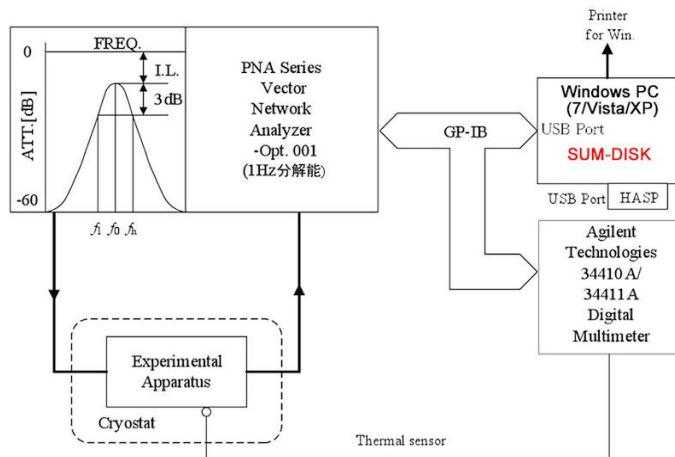 FREQ.
0
I.L.
3 dB
ATT.[dB]
-60
f1 f0 fh
PNA Series
Vector
Network
Analyzer
-Opt. 001
(1Hz分解能)
GP-IB
Printer
for Win.
Windows PC
(7/Vista/XP)
USB Port
SUM-DISK
USB Port
HASP
Agilent
Technologies
34410 A/
34411 A
Digital
Multimeter
Experimental
Apparatus
Cryostat
Thermal sensor